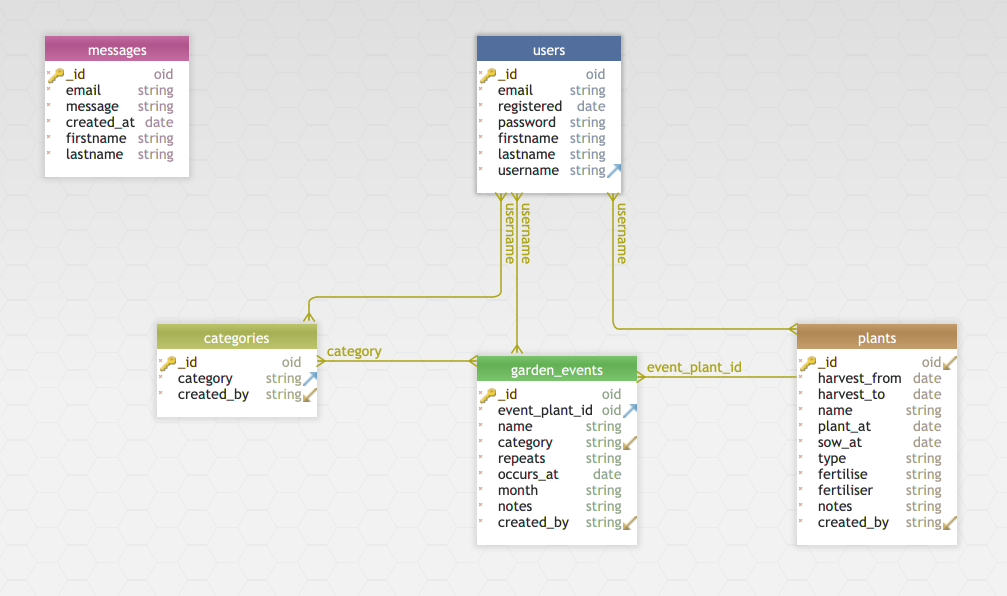 messages
_id oid
email string
message string
created_at date
firstname string
lastname string
users
_id oid
email string
registered date
password string
firstname string
lastname string
username string
username
username
username
categories
_id oid
category string
created_by string
category
garden_events
_id oid
event_plant_id oid
name string
category string
repeats string
occurs_at date
month string
notes string
created_by string
event_plant_id
plants
_id oid
harvest_from date
harvest_to date
name string
plant_at date
sow_at date
type string
fertilise string
fertiliser string
notes string
created_by string